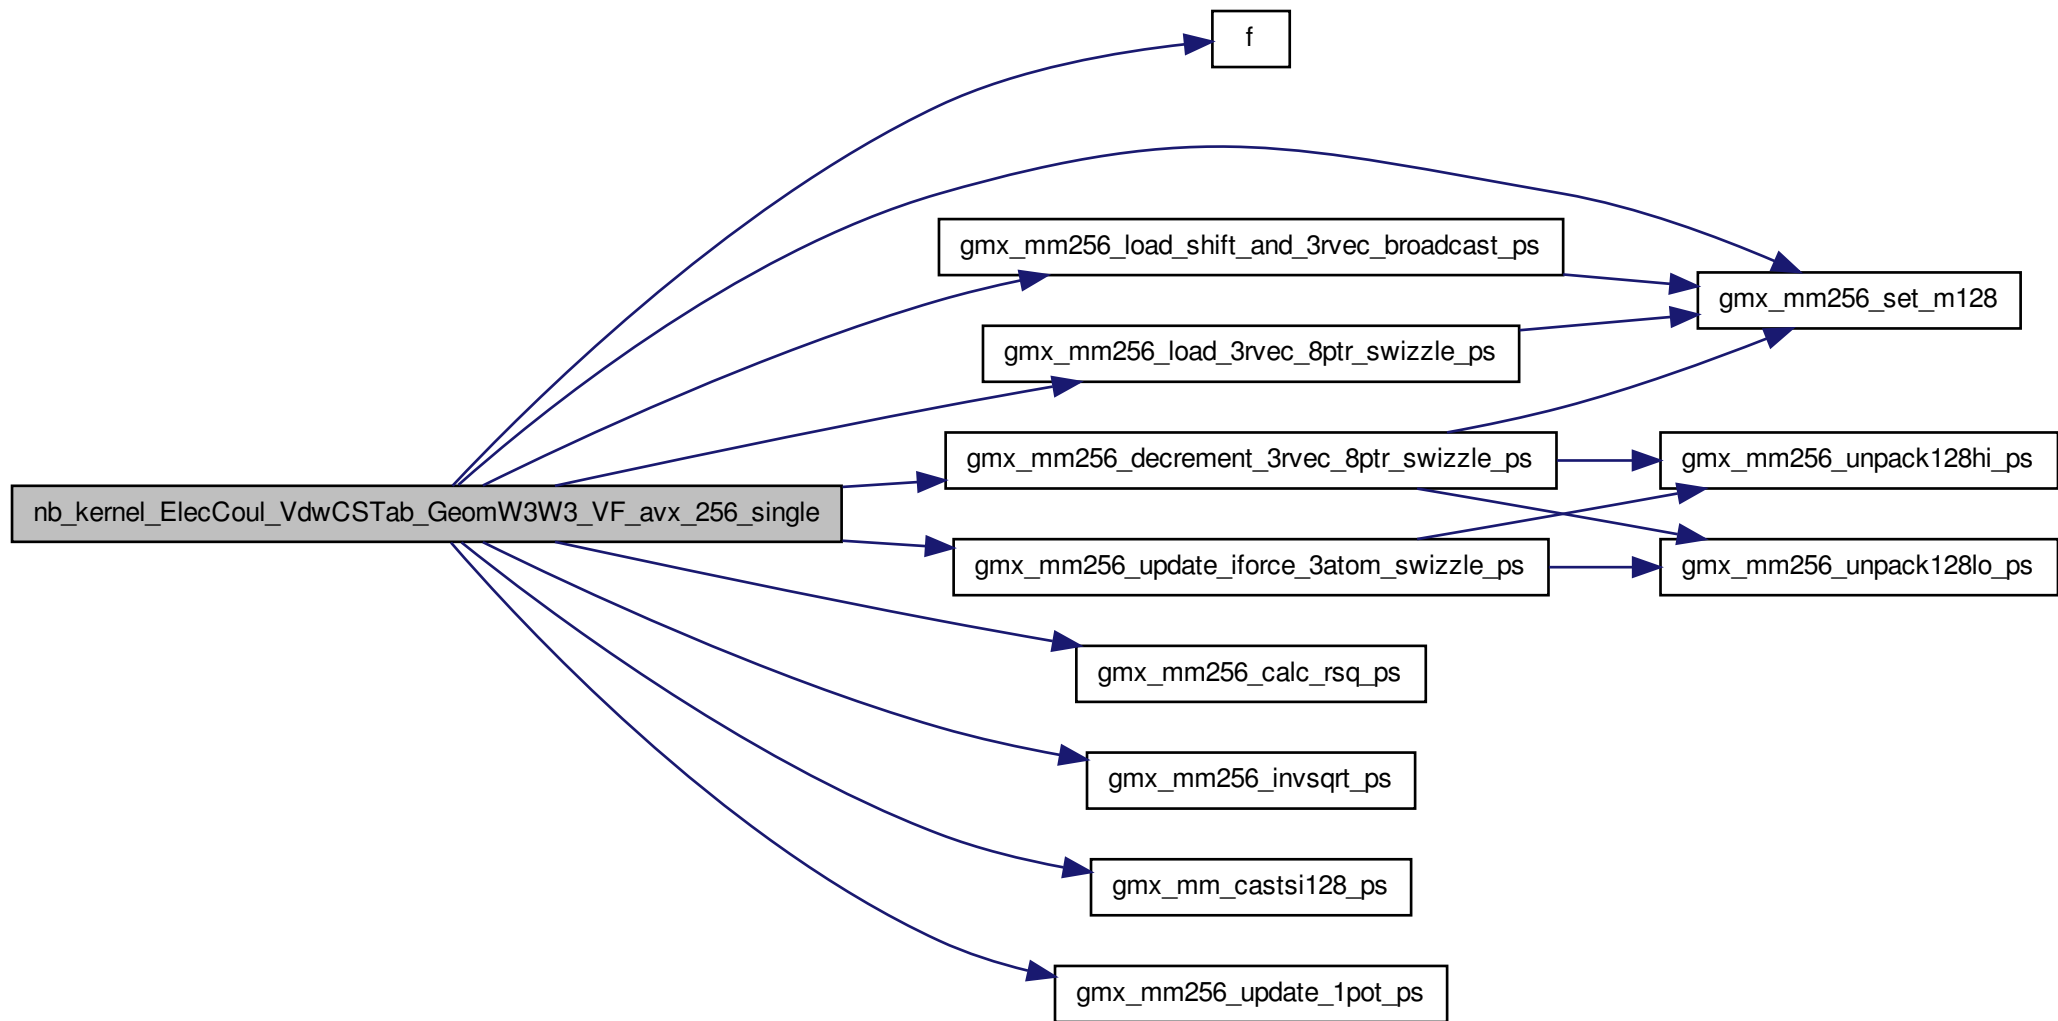 f
gmx_mm256_load_shift_and_3rvec_broadcast_ps
gmx_mm256_set_m128
gmx_mm256_load_3rvec_8ptr_swizzle_ps
gmx_mm256_decrement_3rvec_8ptr_swizzle_ps
gmx_mm256_unpack128hi_ps
nb_kernel_ElecCoul_VdwCSTab_GeomW3W3_VF_avx_256_single
gmx_mm256_update_iforce_3atom_swizzle_ps
gmx_mm256_unpack128lo_ps
gmx_mm256_calc_rsq_ps
gmx_mm256_invsqrt_ps
gmx_mm_castsi128_ps
gmx_mm256_update_1pot_ps